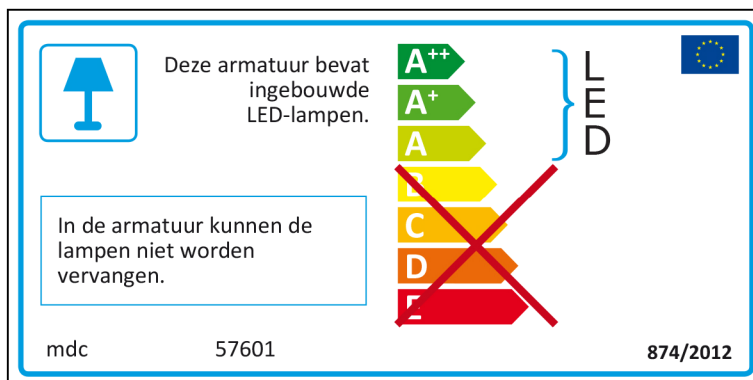 Deze armatuur bevat
ingebouwde
LED-lampen.
A++
A+
A
B
C
D
E
L
E
D
In de armatuur kunnen de
lampen niet worden
vervangen.
mdc 57601
874/2012